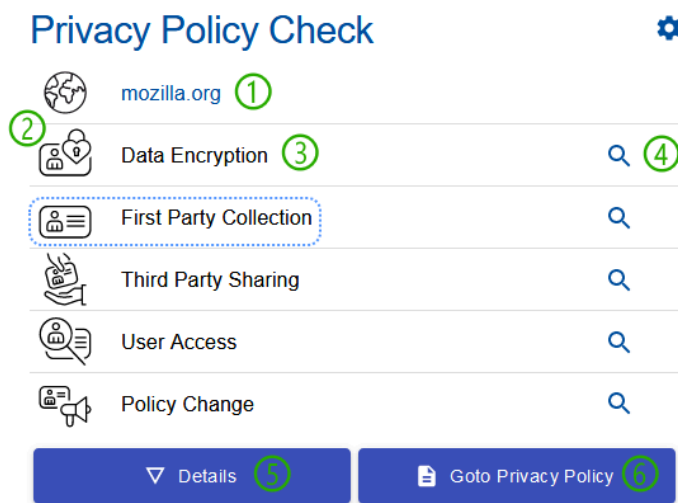 Privacy Policy Check
mozilla.org 1
2
Data Encryption 3 4
First Party Collection
Third Party Sharing
User Access
Policy Change
Details 5 Goto Privacy Policy 6